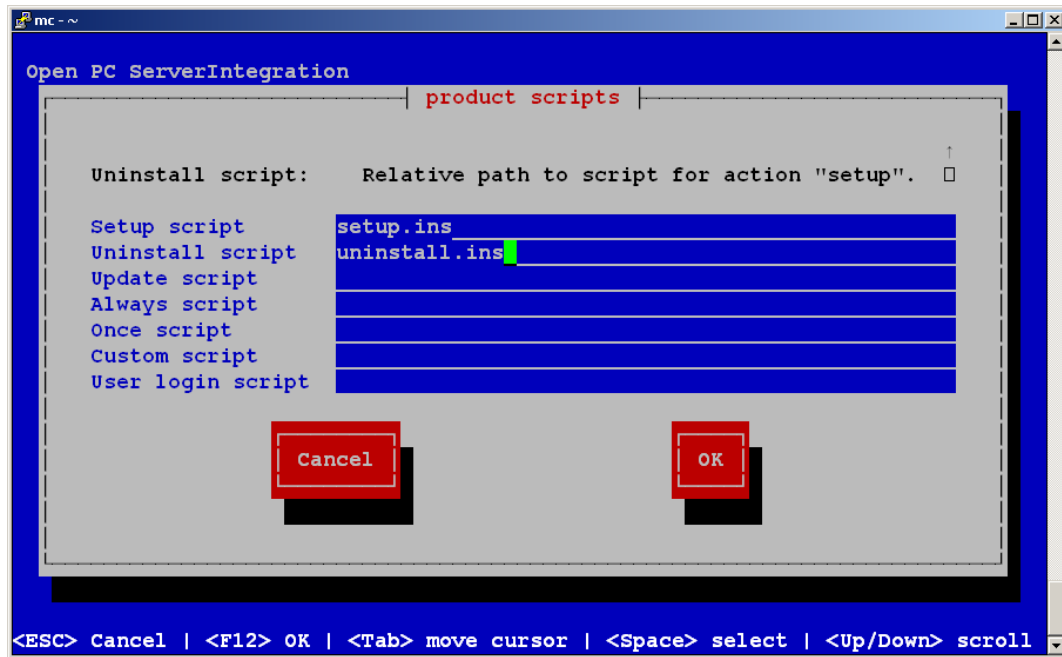 mc - ~
Open PC ServerIntegration
product scripts
Uninstall script: Relative path to script for action "setup".
Setup script setup.ins
Uninstall script uninstall.ins
Update script
Always script
Once script
Custom script
User login script
Cancel OK
<ESC> Cancel | <F12> OK | <Tab> move cursor | <Space> select | <Up/Down> scroll